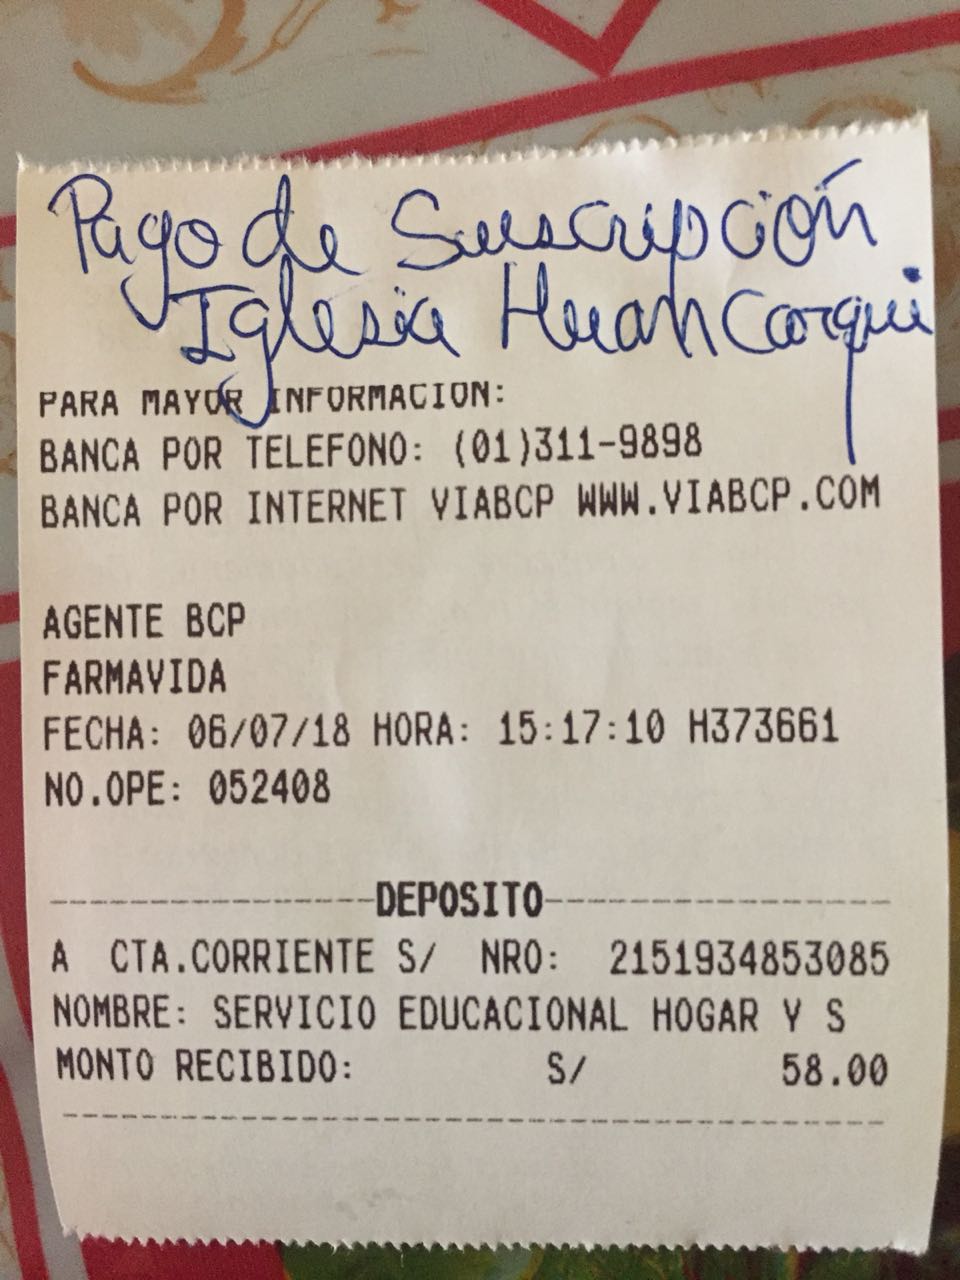 Pago de Suscripción
Iglesia Huancarqui
PARA MAYOR INFORMACION:
BANCA POR TELEFONO: (01)311-9898
BANCA POR INTERNET VIABCP WWW.VIABCP.COM
AGENTE BCP
FARMAVIDA
FECHA: 06/07/18 HORA: 15:17:10 H373661
NO.OPE: 052408
DEPOSITO
A CTA.CORRIENTE S/ NRO: 2151934853085
NOMBRE: SERVICIO EDUCACIONAL HOGAR Y S
MONTO RECIBIDO: S/ 58.00